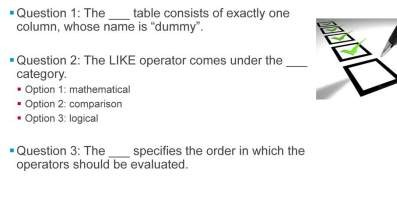 Question 1: The ___ table consists of exactly one
column, whose name is “dummy”.
Question 2: The LIKE operator comes under the ___
category.
Option 1: mathematical
Option 2: comparison
Option 3: logical
Question 3: The ___ specifies the order in which the
operators should be evaluated.